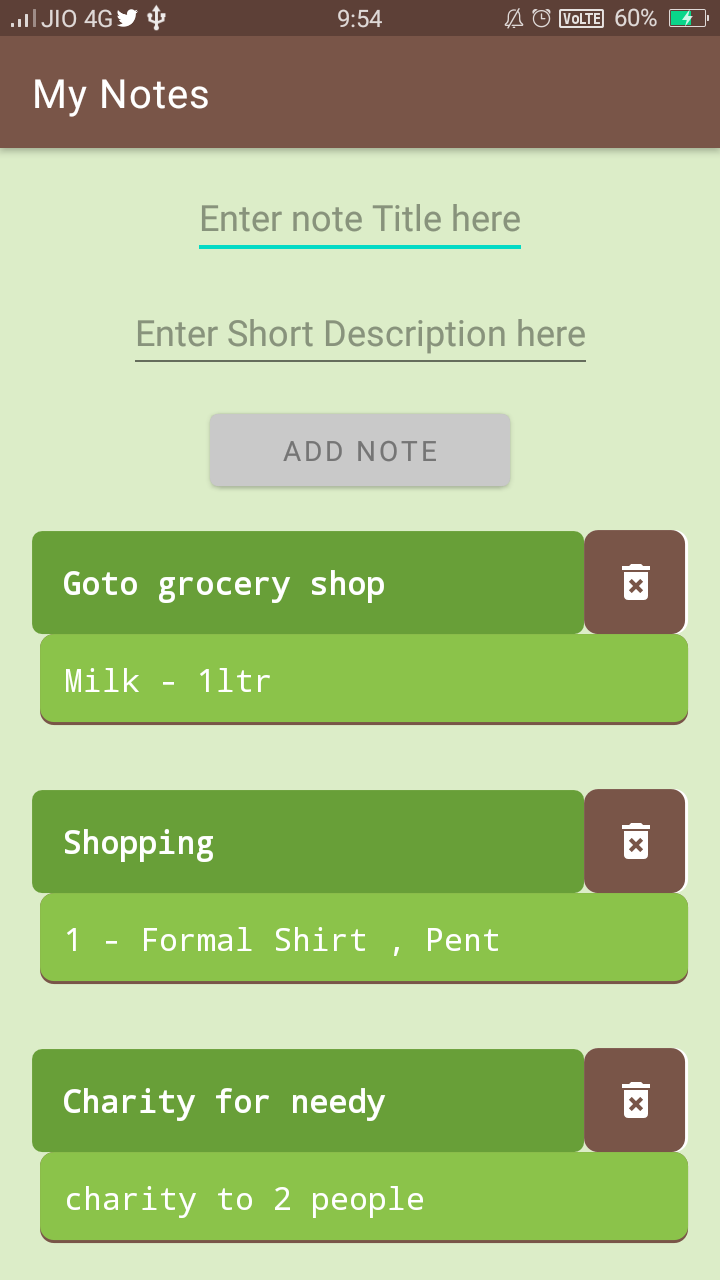 JIO 4G 9:54 VoLTE 60%
My Notes
Enter note Title here
Enter Short Description here
ADD NOTE
Goto grocery shop
Milk - 1ltr
Shopping
1 - Formal Shirt , Pent
Charity for needy
charity to 2 people